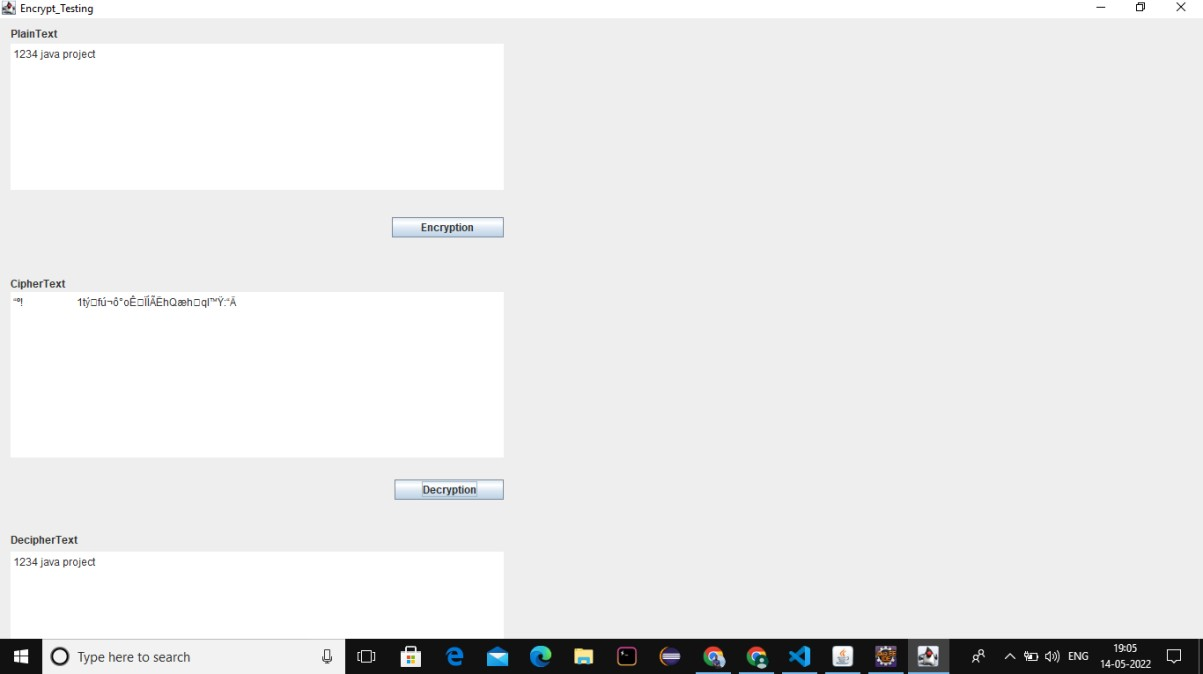 Encrypt_Testing
PlainText
1234 java project
Encryption
CipherText
Decryption
DecipherText
1234 java project
Type here to search
ENG
19:05
14-05-2022